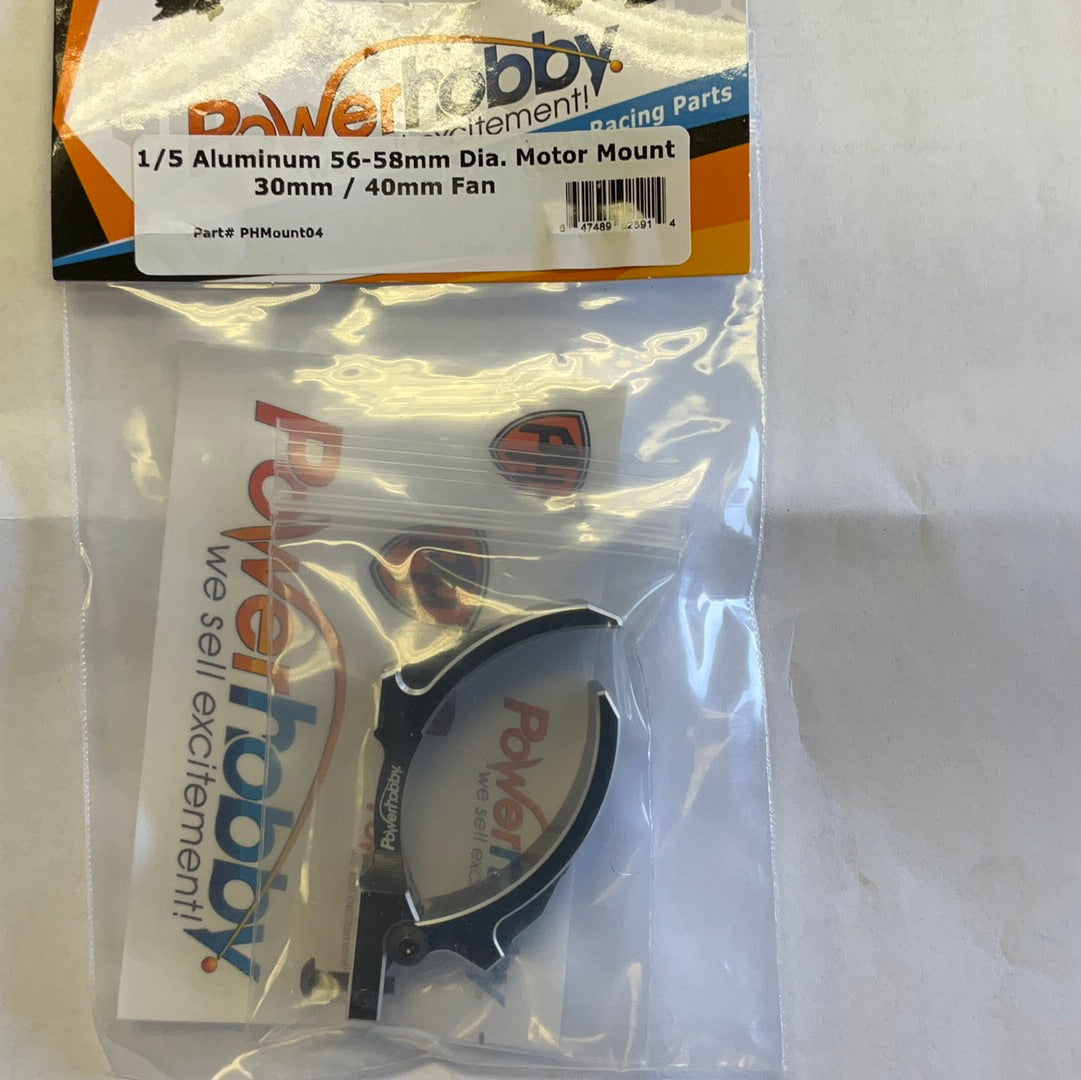 Powerhobby
excitement!
Racing Parts
1/5 Aluminum 56-58mm Dia. Motor Mount
30mm / 40mm Fan
Part# PHMount04
Powerhobby
we sell excitement!
Powerhobby
Powerh
we sell exc